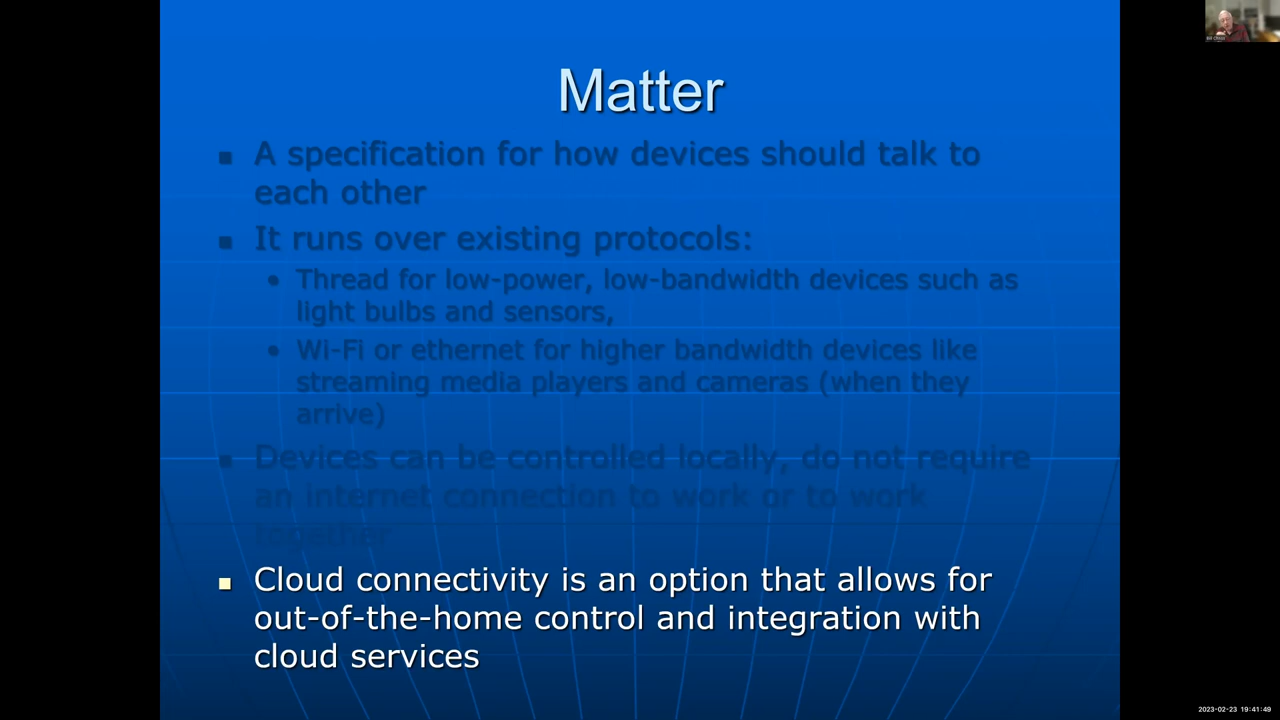 Matter
A specification for how devices should talk to
each other
It runs over existing protocols:
Thread for low-power, low-bandwidth devices such as
light bulbs and sensors,
Wi-Fi or ethernet for higher bandwidth devices like
streaming media players and cameras (when they
arrive)
Devices can be controlled locally, do not require
an internet connection to work or to work
together
Cloud connectivity is an option that allows for
out-of-the-home control and integration with
cloud services
2023-02-23 19:41:49